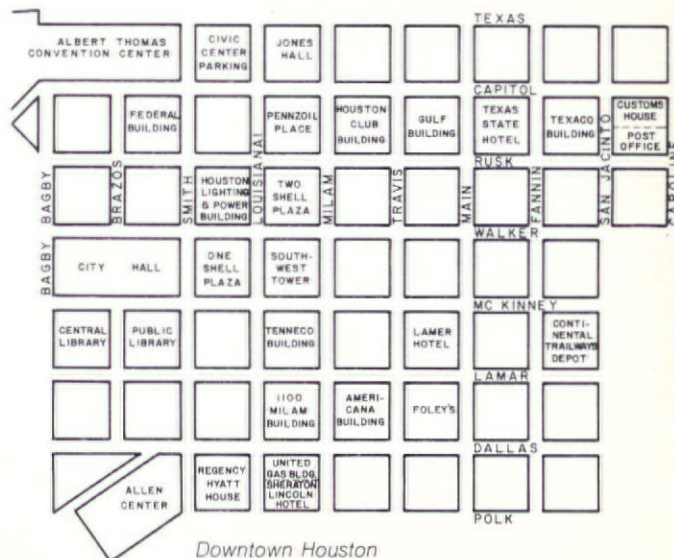 TEXAS
ALBERT THOMAS
CONVENTION CENTER
CIVIC
CENTER
PARKING
JONES
HALL
CAPITOL
FEDERAL
BUILDING
PENNZOIL
PLACE
HOUSTON
CLUB
BUILDING
GULF
BUILDING
TEXAS
STATE
HOTEL
TEXACO
BUILDING
CUSTOMS
HOUSE
POST
OFFICE
RUSK
BAGBY
BRAZOS
SMITH
HOUSTON
LIGHTING
& POWER
BUILDING
LOUISIANA
TWO
SHELL
PLAZA
MILAM
TRAVIS
MAIN
FANNIN
SAN JACINTO
CAROLINE
WALKER
BAGBY
CITY HALL
ONE
SHELL
PLAZA
SOUTH-
WEST
TOWER
MC KINNEY
CENTRAL
LIBRARY
PUBLIC
LIBRARY
TENNECO
BUILDING
LAMER
HOTEL
CONTI-
NENTAL
TRAILWAYS
DEPOT
LAMAR
1100
MILAM
BUILDING
AMERI-
CANA
BUILDING
FOLEY'S
DALLAS
ALLEN
CENTER
REGENCY
HYATT
HOUSE
UNITED
GAS BLDG.
SHERATON
LINCOLN
HOTEL
POLK
Downtown Houston